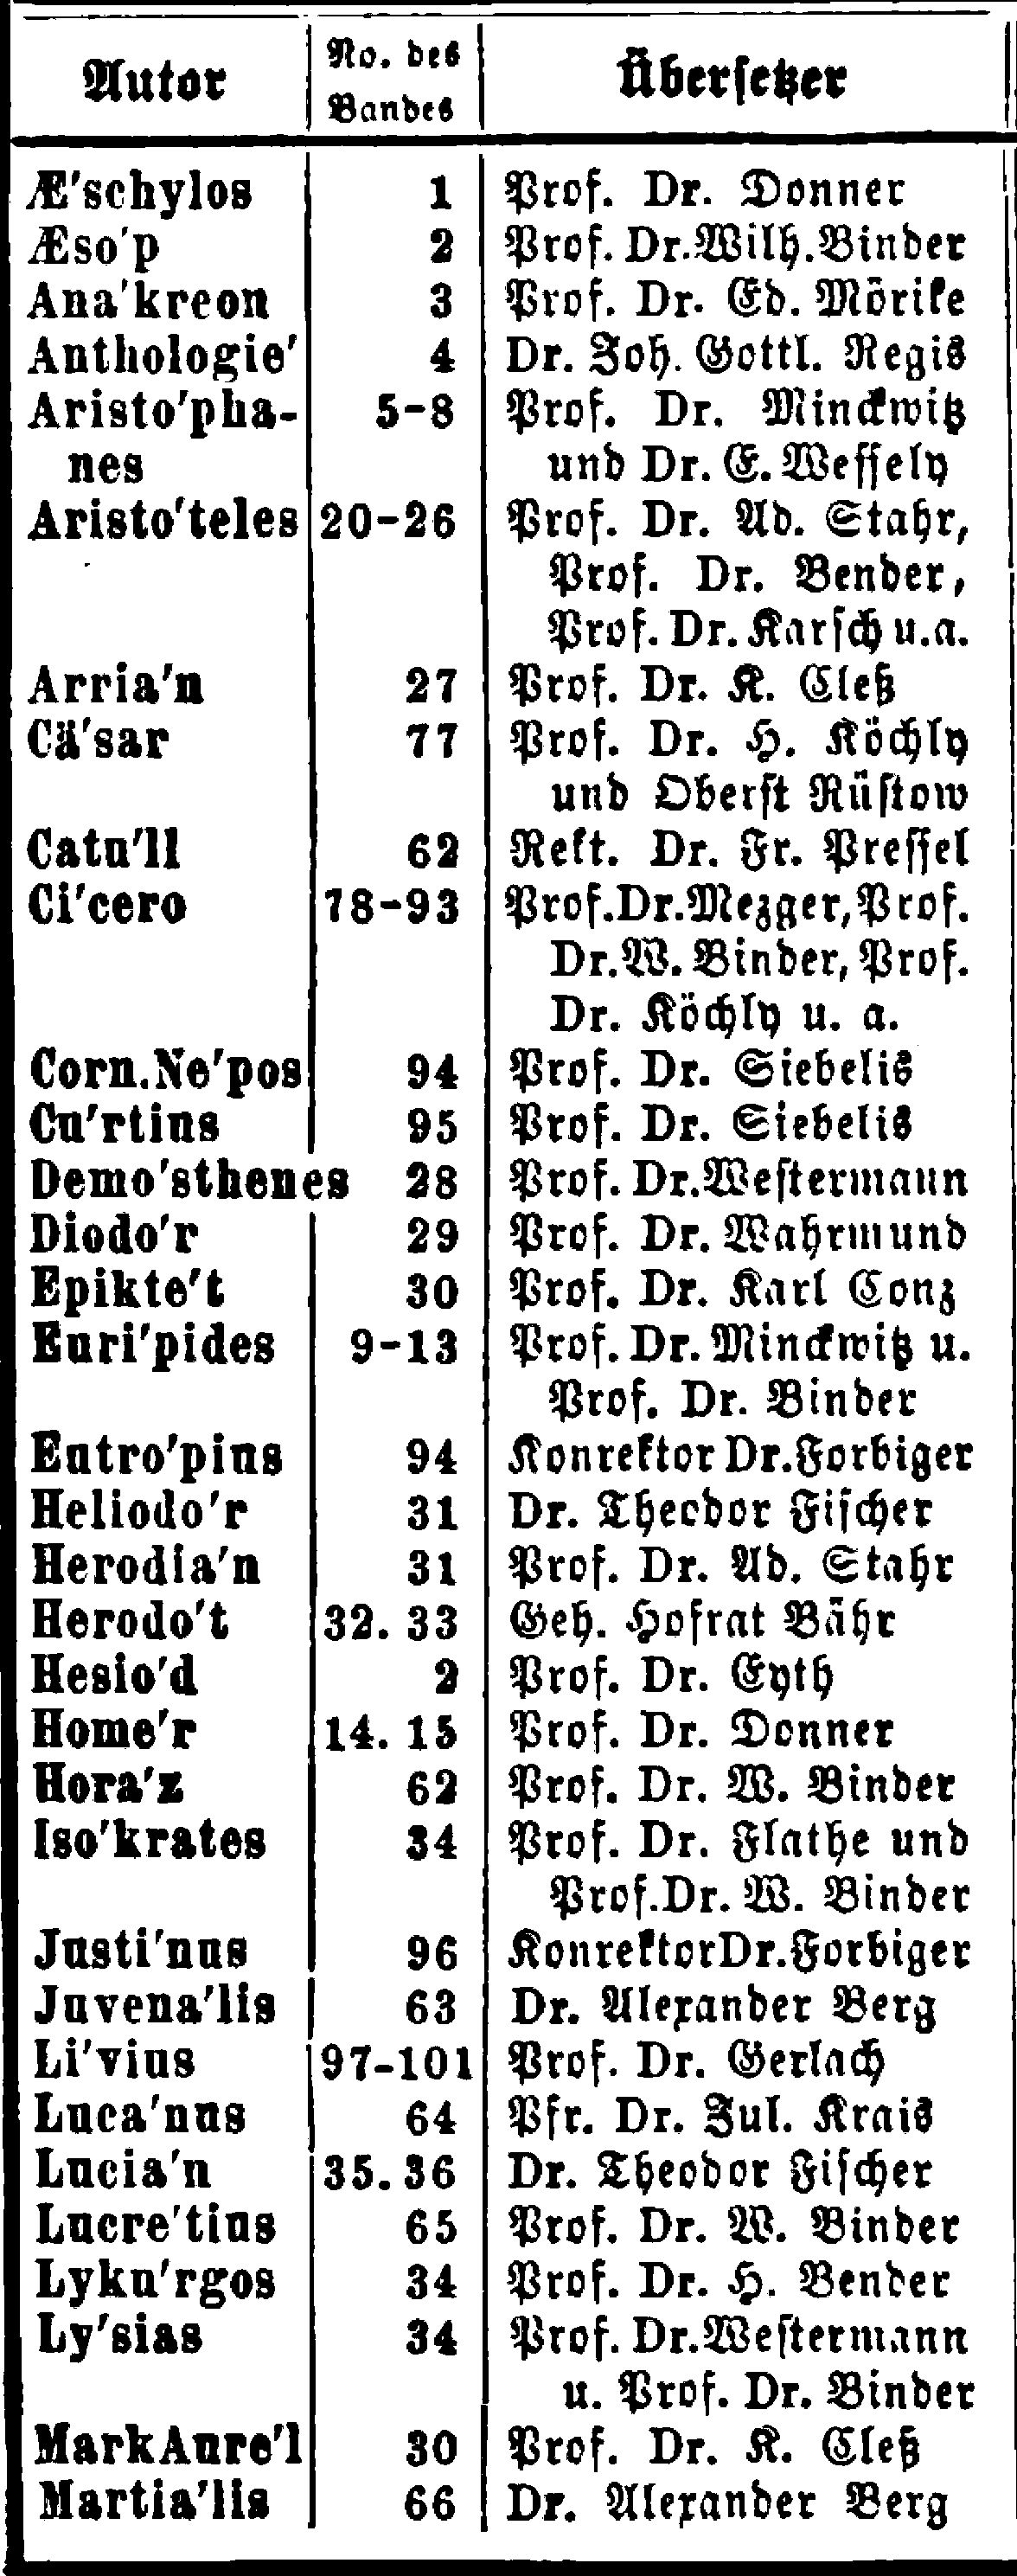 Autor No. des Bandes Übersetzer
Æ'schylos 1 Prof. Dr. Donner
Æso'p 2 Prof. Dr. Wilh. Binder
Ana'kreon 3 Prof. Dr. Ed. Mörike
Anthologie' 4 Dr. Joh. Gottl. Regis
Aristo'pha- 5-8 Prof. Dr. Minckwitz
nes und Dr. E. Wesſely
Aristo'teles 20-26 Prof. Dr. Ad. Stahr,
Prof. Dr. Bender,
Prof. Dr. Karſch u.a.
Arria'n 27 Prof. Dr. K. Cleß
Cä'sar 77 Prof. Dr. H. Köchly
und Oberſt Rüſtow
Catu'll 62 Rekt. Dr. Fr. Preſſel
Ci'cero 78-93 Prof. Dr. Mezger, Prof.
Dr. W. Binder, Prof.
Dr. Köchly u. a.
Corn. Ne'pos 94 Prof. Dr. Siebelis
Cu'rtius 95 Prof. Dr. Siebelis
Demo'sthenes 28 Prof. Dr. Weſtermann
Diodo'r 29 Prof. Dr. Wahrmund
Epikte't 30 Prof. Dr. Karl Conz
Euri'pides 9-13 Prof. Dr. Minckwitz u.
Prof. Dr. Binder
Eutro'pius 94 Konrektor Dr. Forbiger
Heliodo'r 31 Dr. Theodor Fiſcher
Herodia'n 31 Prof. Dr. Ad. Stahr
Herodo't 32. 33 Geh. Hofrat Bähr
Hesio'd 2 Prof. Dr. Eyth
Home'r 14. 15 Prof. Dr. Donner
Hora'z 62 Prof. Dr. W. Binder
Iso'krates 34 Prof. Dr. Flathe und
Prof. Dr. W. Binder
Justi'nus 96 Konrektor Dr. Forbiger
Juvena'lis 63 Dr. Alexander Berg
Li'vius 97-101 Prof. Dr. Gerlach
Luca'nus 64 Pfr. Dr. Jul. Krais
Lucia'n 35. 36 Dr. Theodor Fiſcher
Lucre'tius 65 Prof. Dr. W. Binder
Lyku'rgos 34 Prof. Dr. H. Bender
Ly'sias 34 Prof. Dr. Weſtermann
u. Prof. Dr. Binder
Mark Aure'l 30 Prof. Dr. K. Cleß
Martia'lis 66 Dr. Alexander Berg